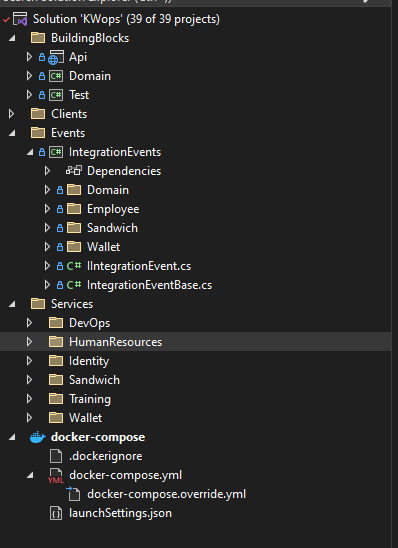 Solution 'KWops' (39 of 39 projects)
BuildingBlocks
Api
C# Domain
C# Test
Clients
Events
C# IntegrationEvents
Dependencies
Domain
Employee
Sandwich
Wallet
C# IIntegrationEvent.cs
C# IntegrationEventBase.cs
Services
DevOps
HumanResources
Identity
Sandwich
Training
Wallet
docker-compose
.dockerignore
YML docker-compose.yml
docker-compose.override.yml
launchSettings.json